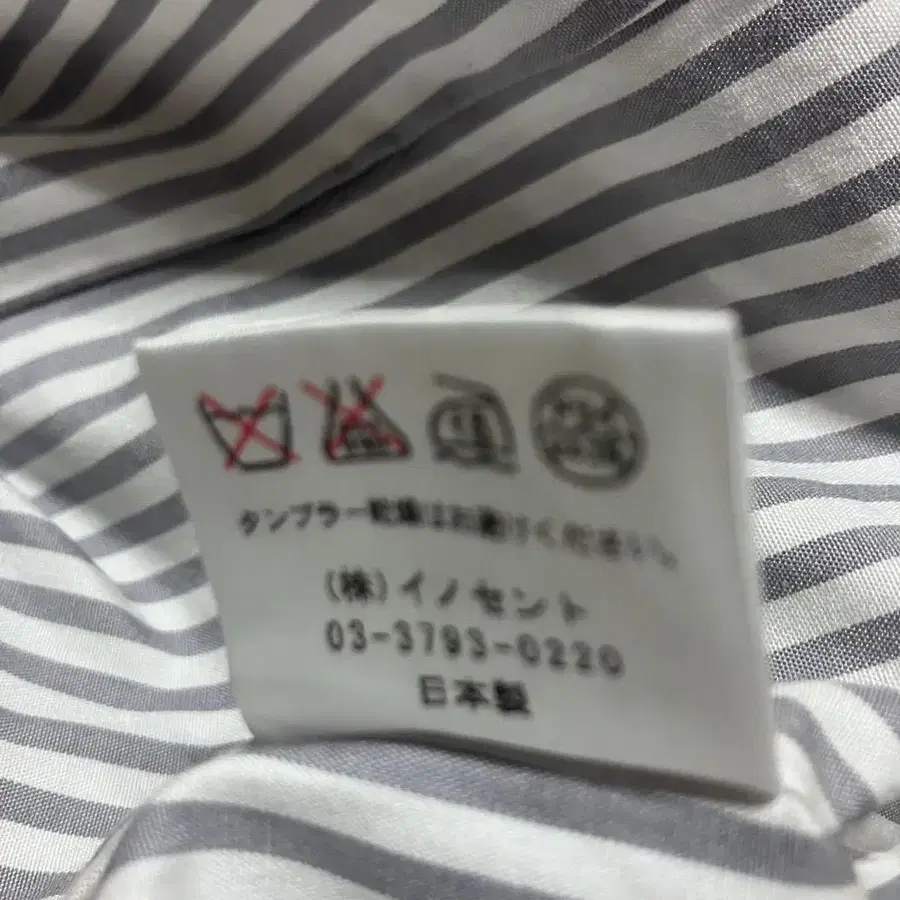 タンブラー乾燥はお避けください。
(株)イノセント
03-3793-0220
日本製